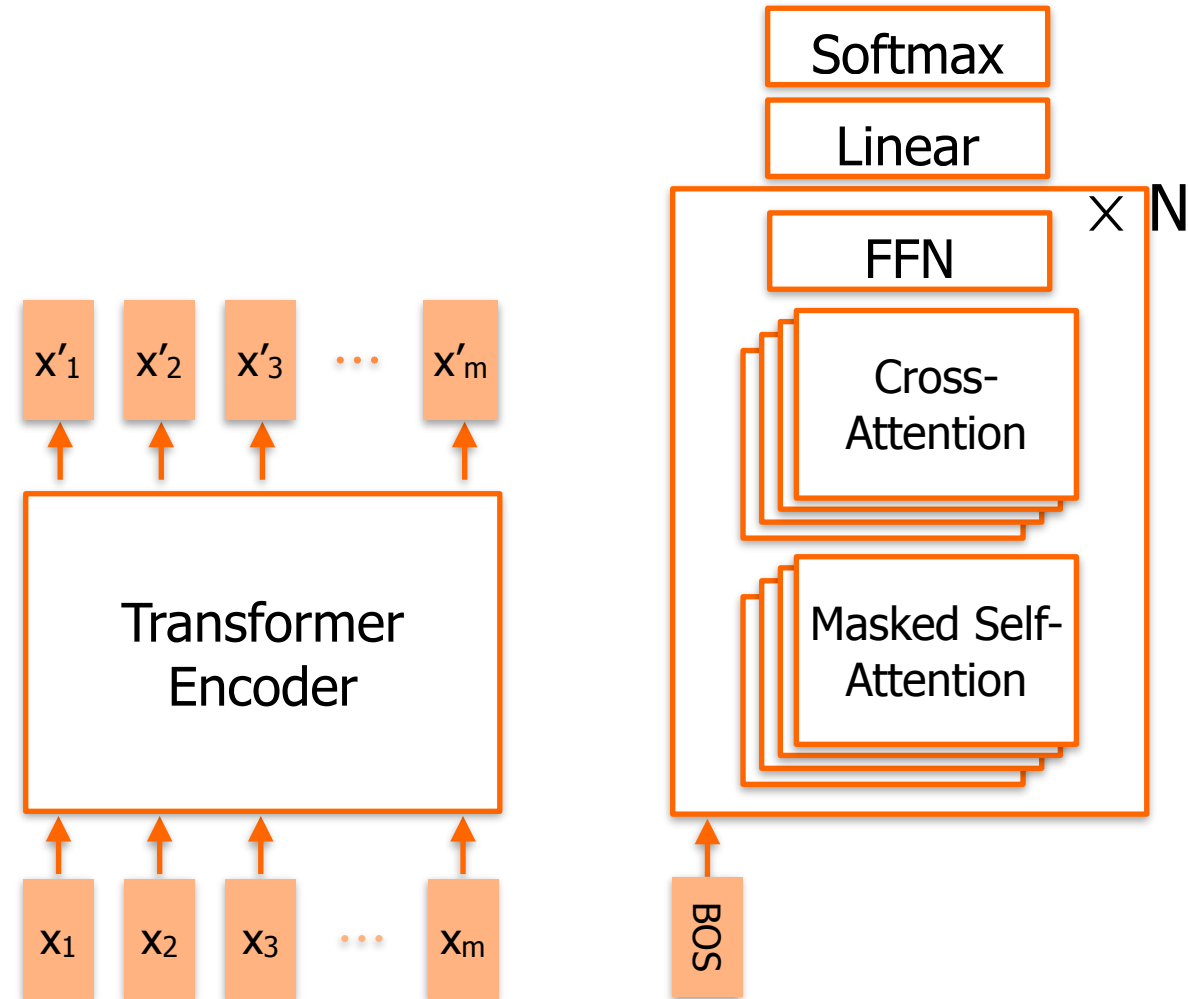 Softmax
Linear
× N
FFN
x′1 x′2 x′3 ... x′m
Cross-
Attention
Transformer
Encoder
Masked Self-
Attention
x1 x2 x3 ... xm
BOS